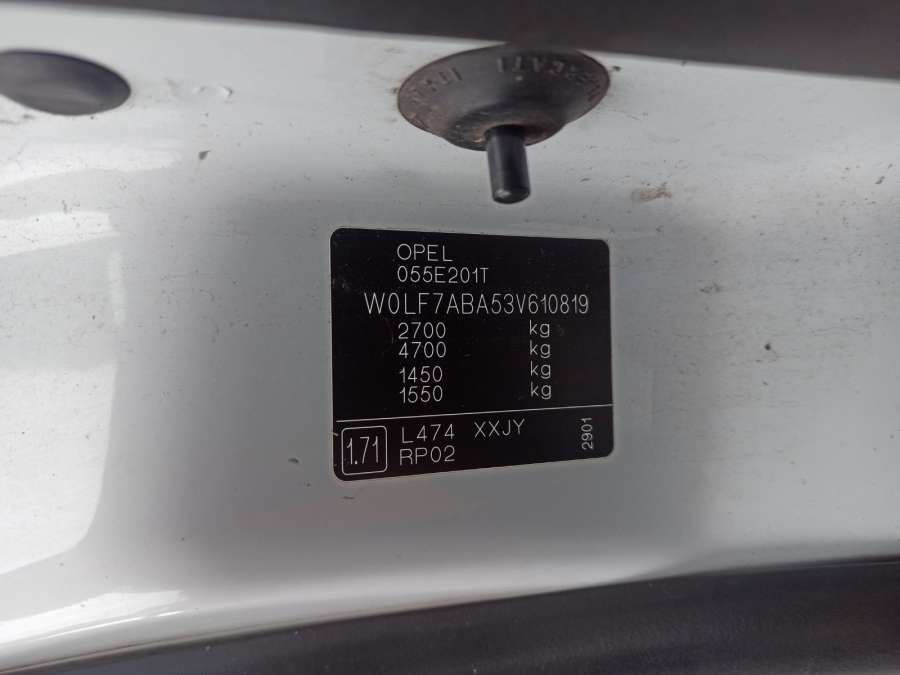 OPEL
055E201T
W0LF7ABA53V610819
2700 kg
4700 kg
1450 kg
1550 kg
1.71 L474 XXJY
RP02
2901